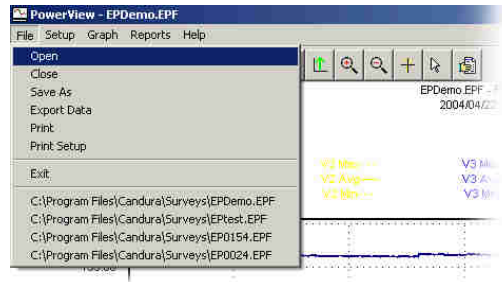 PowerView - EPDemo.EPF
File Setup Graph Reports Help
Open
Close
Save As
Export Data
Print
Print Setup
Exit
C:\Program Files\Candura\Surveys\EPDemo.EPF
C:\Program Files\Candura\Surveys\EPtest.EPF
C:\Program Files\Candura\Surveys\EP0154.EPF
C:\Program Files\Candura\Surveys\EP0024.EPF
EPDemo.EPF -
2004/04/22
V2 Max---- V3
V2 Avg---- V3
V2 Min--- V3